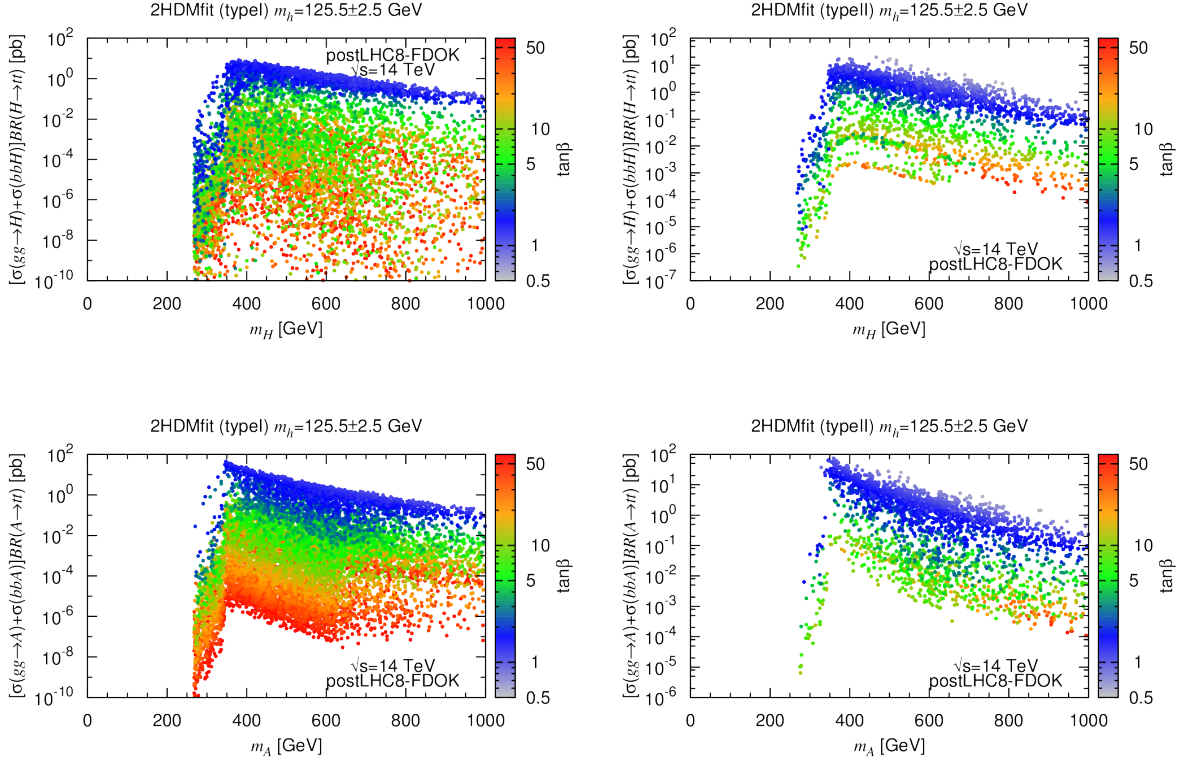 2HDMfit (typeI) m_h=125.5±2.5 GeV
[σ(gg→H)+σ(bbH)]BR(H→tt) [pb]
10^2
10^0
10^-2
10^-4
10^-6
10^-8
10^-10
postLHC8-FDOK
√s=14 TeV
0 200 400 600 800 1000
m_H [GeV]
50
10
5
1
0.5
tanβ
2HDMfit (typeII) m_h=125.5±2.5 GeV
[σ(gg→H)+σ(bbH)]BR(H→tt) [pb]
10^2
10^1
10^0
10^-1
10^-2
10^-3
10^-4
10^-5
10^-6
10^-7
√s=14 TeV
postLHC8-FDOK
0 200 400 600 800 1000
m_H [GeV]
50
10
5
1
0.5
tanβ
2HDMfit (typeI) m_h=125.5±2.5 GeV
[σ(gg→A)+σ(bbA)]BR(A→tt) [pb]
10^2
10^0
10^-2
10^-4
10^-6
10^-8
10^-10
√s=14 TeV
postLHC8-FDOK
0 200 400 600 800 1000
m_A [GeV]
50
10
5
1
0.5
tanβ
2HDMfit (typeII) m_h=125.5±2.5 GeV
[σ(gg→A)+σ(bbA)]BR(A→tt) [pb]
10^2
10^1
10^0
10^-1
10^-2
10^-3
10^-4
10^-5
10^-6
√s=14 TeV
postLHC8-FDOK
0 200 400 600 800 1000
m_A [GeV]
50
10
5
1
0.5
tanβ